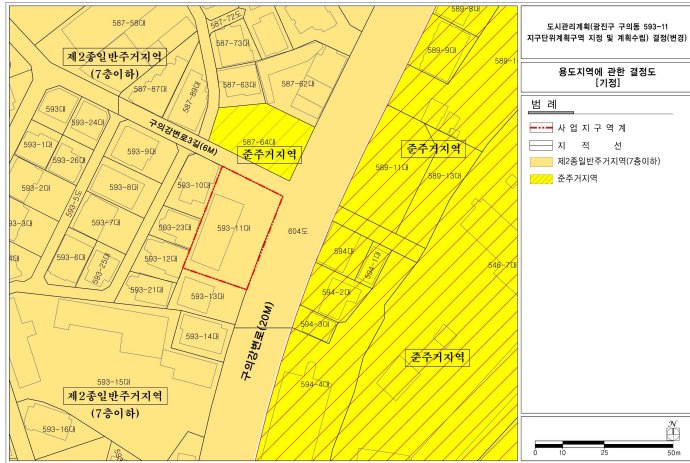 도시관리계획(광진구 구의동 593-11
지구단위계획구역 지정 및 계획수립) 결정(변경)
용도지역에 관한 결정도
[기정]
범 례
사 업 지 구 역 계
지 적 선
제2종일반주거지역(7층이하)
준주거지역
N
0 10 25 50m
587-58대
587-72도
587-73대
제2종일반주거지역
(7층이하)
587-63대
587-62대
587-87대
587-89대
589-8대
589-9대
589-1
593대
593-24대
593-1대
593-26대
593-9대
구의강변로3길(6M)
587-64대
준주거지역
준주거지역
589-11대
589-13대
593-2대
593-8대
593-10대
593-5도
593-3대
593-7대
593-23대
593-11대
604도
593-6대
593-25대
593-12대
594대
594-1대
546-7대
593-21대
593-13대
594-2대
594-3대
593-14대
구의강변로(20M)
준주거지역
593-15대
594-4대
제2종일반주거지역
(7층이하)
593-16대
593